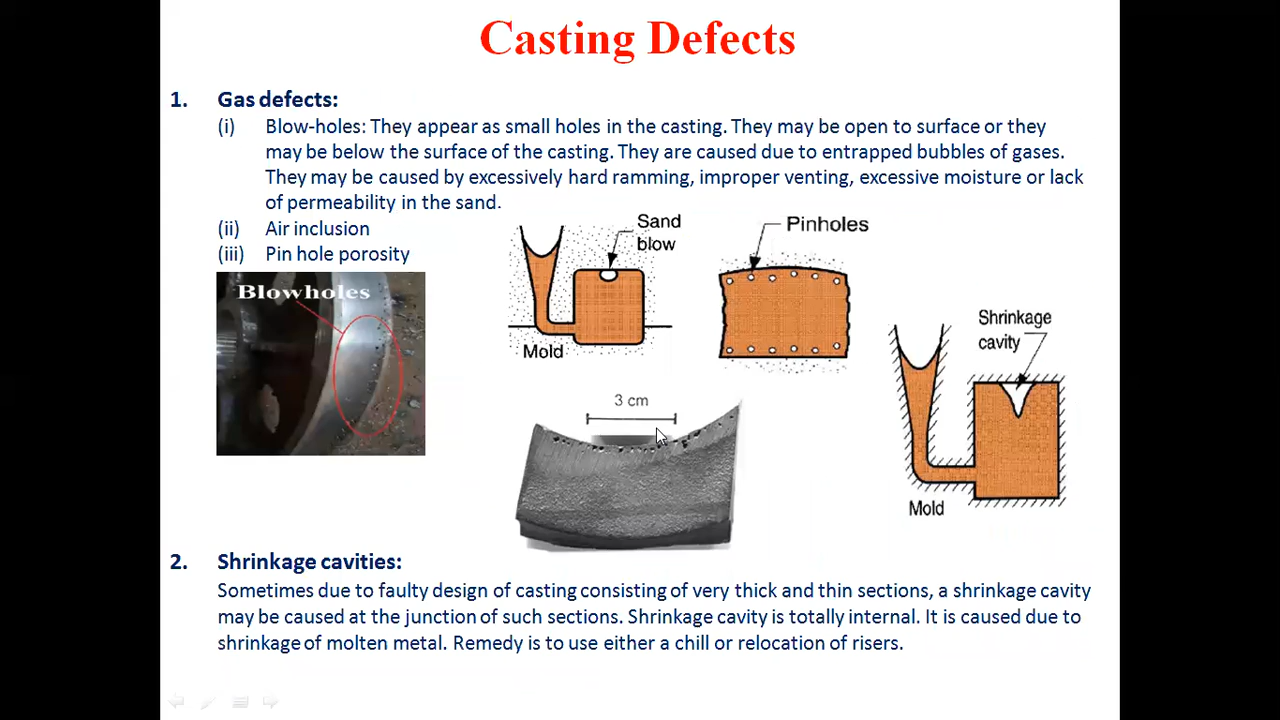 Casting Defects
1. Gas defects:
(i) Blow-holes: They appear as small holes in the casting. They may be open to surface or they
may be below the surface of the casting. They are caused due to entrapped bubbles of gases.
They may be caused by excessively hard ramming, improper venting, excessive moisture or lack
of permeability in the sand.
(ii) Air inclusion
(iii) Pin hole porosity
Blowholes
Sand
blow
Mold
Pinholes
3 cm
Shrinkage
cavity
Mold
2. Shrinkage cavities:
Sometimes due to faulty design of casting consisting of very thick and thin sections, a shrinkage cavity
may be caused at the junction of such sections. Shrinkage cavity is totally internal. It is caused due to
shrinkage of molten metal. Remedy is to use either a chill or relocation of risers.